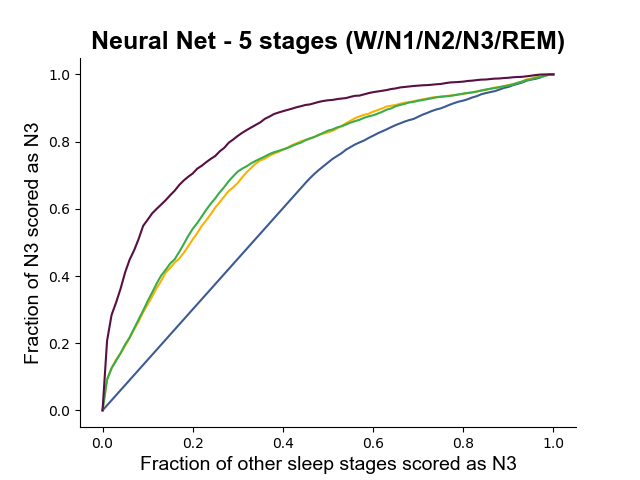 Neural Net - 5 stages (W/N1/N2/N3/REM)
Fraction of N3 scored as N3
1.0
0.8
0.6
0.4
0.2
0.0
0.0 0.2 0.4 0.6 0.8 1.0
Fraction of other sleep stages scored as N3